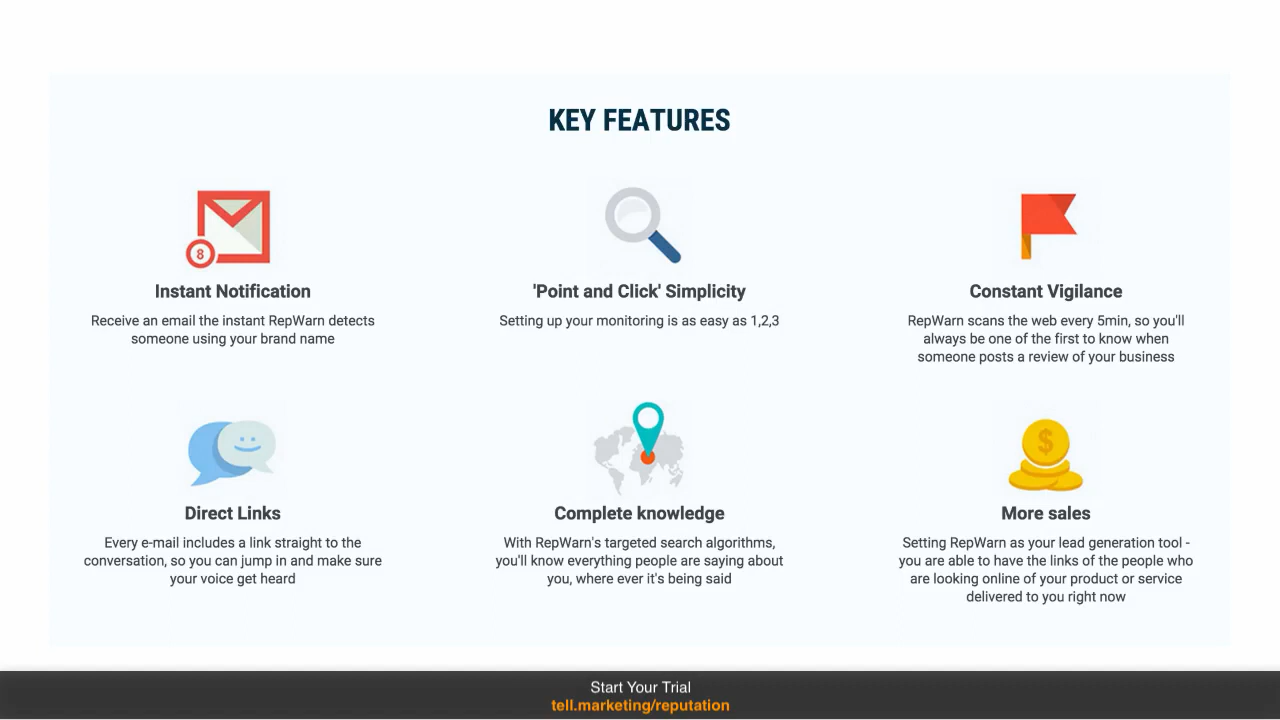 KEY FEATURES
8
Instant Notification
Receive an email the instant RepWarn detects
someone using your brand name
'Point and Click' Simplicity
Setting up your monitoring is as easy as 1,2,3
Constant Vigilance
RepWarn scans the web every 5min, so you'll
always be one of the first to know when
someone posts a review of your business
Direct Links
Every e-mail includes a link straight to the
conversation, so you can jump in and make sure
your voice get heard
Complete knowledge
With RepWarn's targeted search algorithms,
you'll know everything people are saying about
you, where ever it's being said
$
More sales
Setting RepWarn as your lead generation tool -
you are able to have the links of the people who
are looking online of your product or service
delivered to you right now
Start Your Trial
tell.marketing/reputation